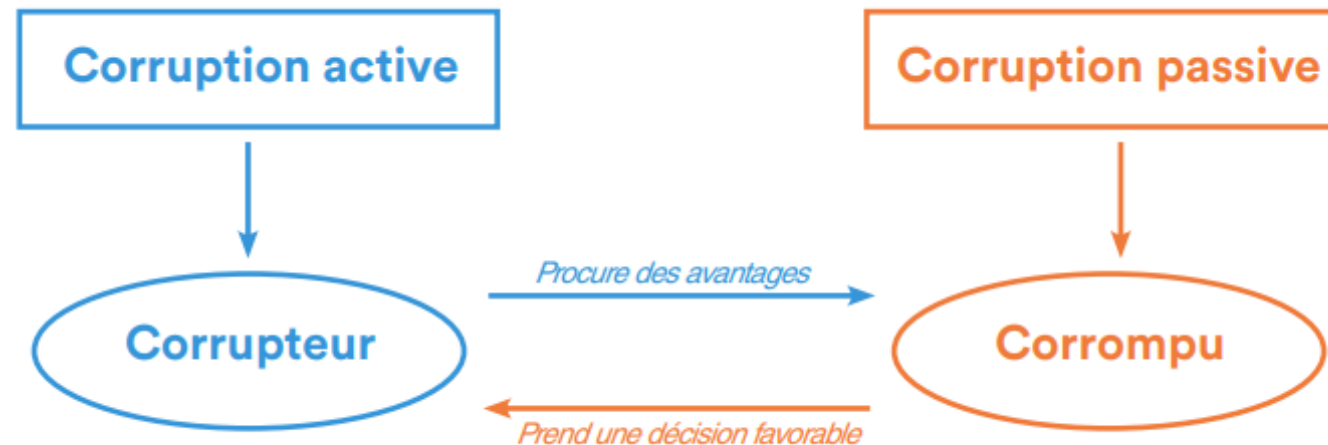 Corruption active
Corruption passive
Procure des avantages
Corrupteur
Corrompu
Prend une décision favorable